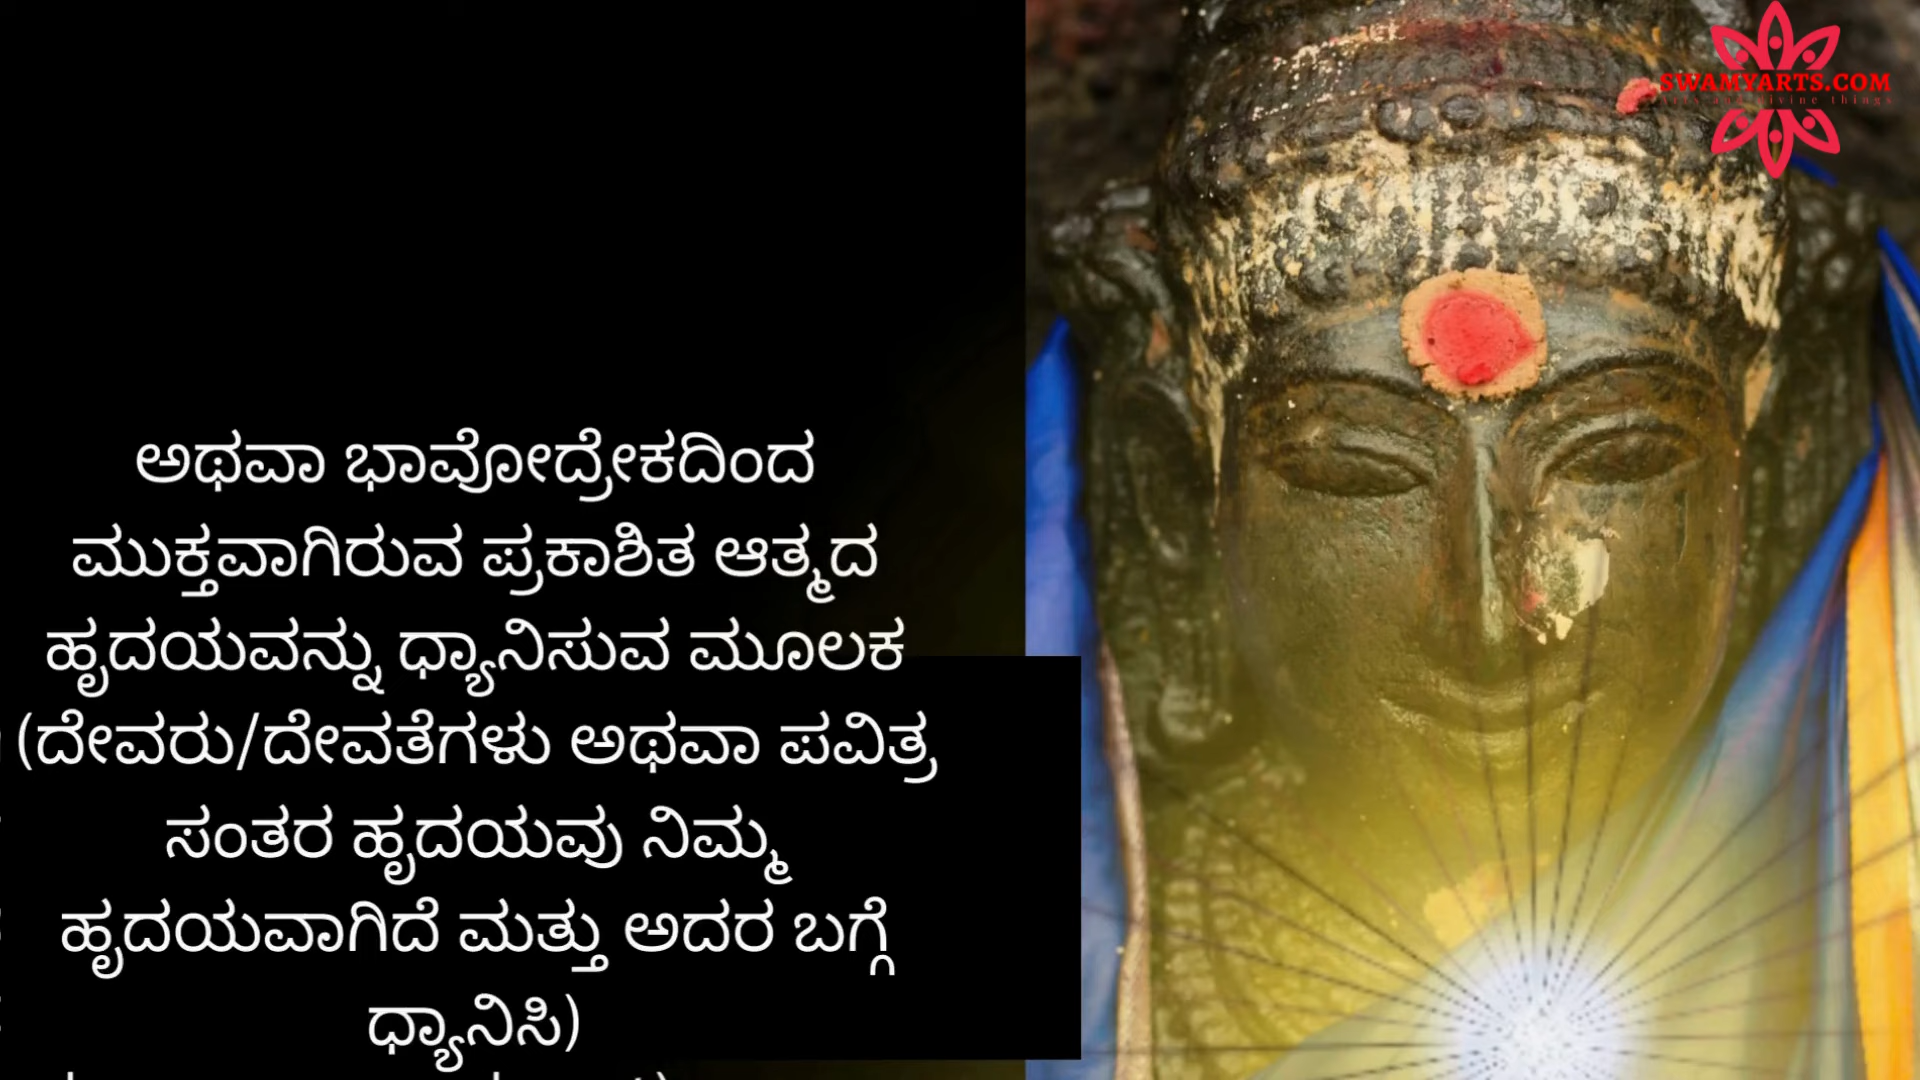 SWAMYARTS.COM
ಅಥವಾ ಭಾವೋದ್ರೇಕದಿಂದ
ಮುಕ್ತವಾಗಿರುವ ಪ್ರಕಾಶಿತ ಆತ್ಮದ
ಹೃದಯವನ್ನು ಧ್ಯಾನಿಸುವ ಮೂಲಕ
(ದೇವರು/ದೇವತೆಗಳು ಅಥವಾ ಪವಿತ್ರ
ಸಂತರ ಹೃದಯವು ನಿಮ್ಮ
ಹೃದಯವಾಗಿದೆ ಮತ್ತು ಅದರ ಬಗ್ಗೆ
ಧ್ಯಾನಿಸಿ)